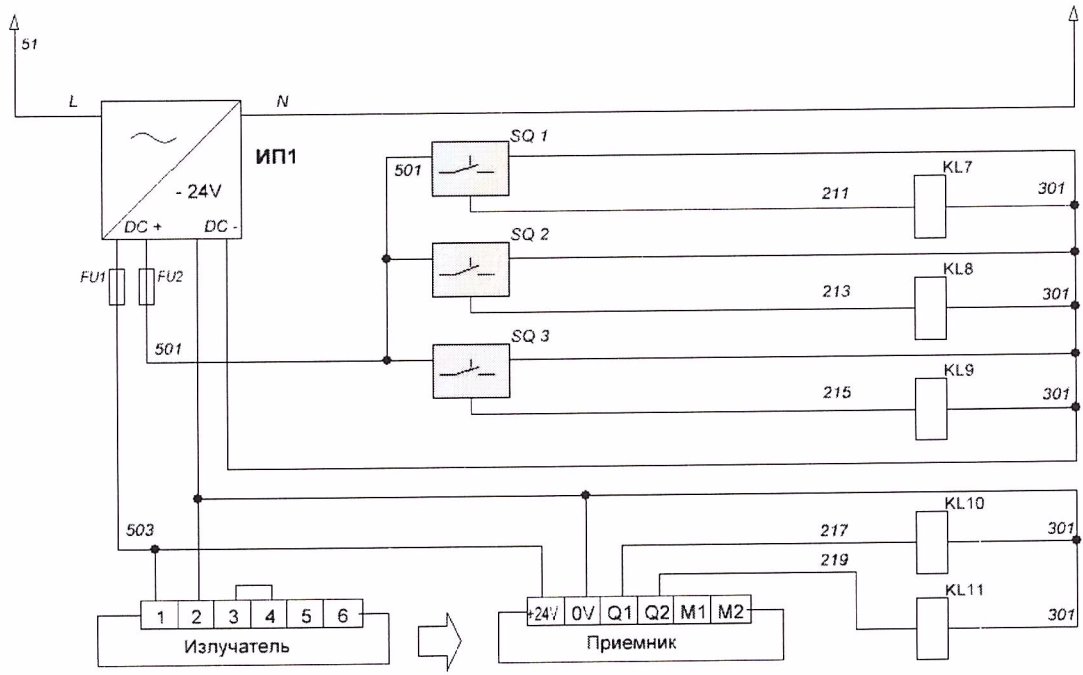 51
L
N
ИП1
- 24V
DC +
DC -
FU1
FU2
501
503
501
SQ 1
211
KL7
301
SQ 2
213
KL8
301
SQ 3
215
KL9
301
217
KL10
301
219
KL11
301
1 2 3 4 5 6
Излучатель
+24V 0V Q1 Q2 M1 M2
Приемник